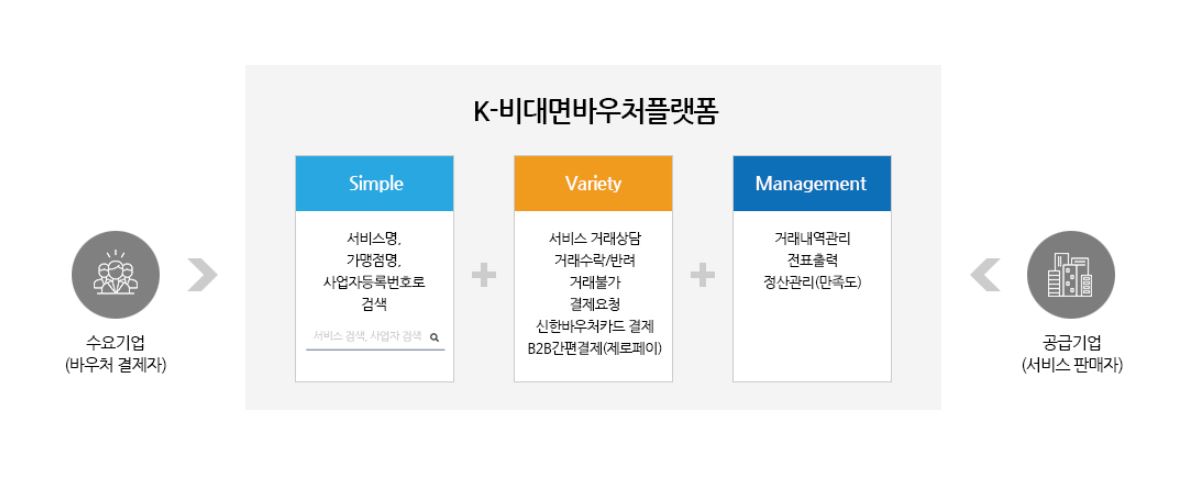 K-비대면바우처플랫폼
Simple
서비스명,
가맹점명,
사업자등록번호로
검색
서비스 검색, 사업자 검색
Variety
서비스 거래상담
거래수락/반려
거래불가
결제요청
신한바우처카드 결제
B2B간편결제(제로페이)
Management
거래내역관리
전표출력
정산관리(만족도)
수요기업
(바우처 결제자)
공급기업
(서비스 판매자)